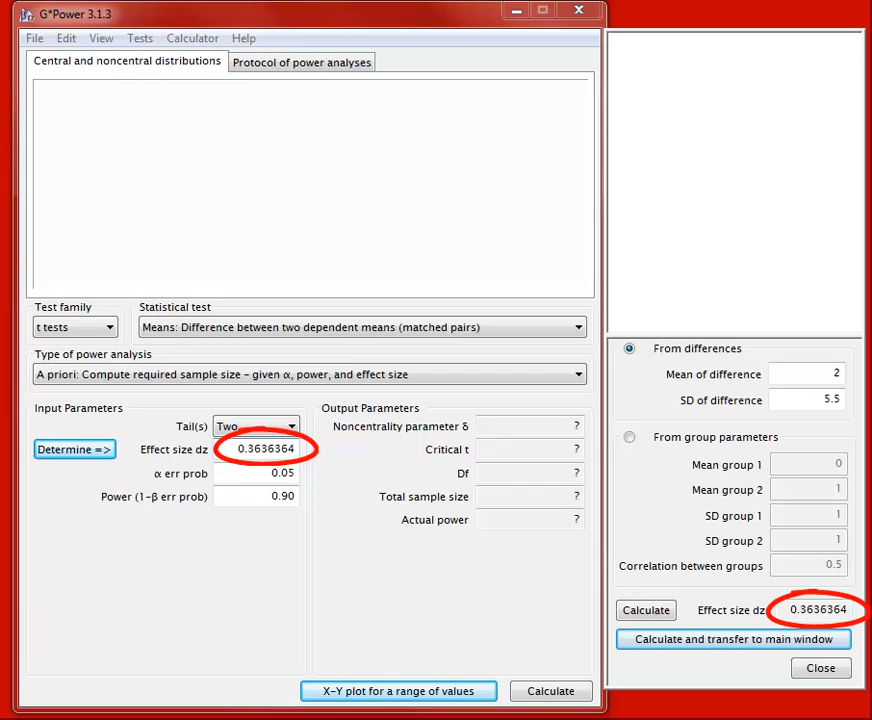 G*Power 3.1.3
File Edit View Tests Calculator Help
Central and noncentral distributions Protocol of power analyses
Test family
t tests
Statistical test
Means: Difference between two dependent means (matched pairs)
Type of power analysis
A priori: Compute required sample size - given α, power, and effect size
Input Parameters
Tail(s) Two
Determine => Effect size dz 0.3636364
α err prob 0.05
Power (1-β err prob) 0.90
Output Parameters
Noncentrality parameter δ ?
Critical t ?
Df ?
Total sample size ?
Actual power ?
X-Y plot for a range of values Calculate
From differences
Mean of difference 2
SD of difference 5.5
From group parameters
Mean group 1 0
Mean group 2 1
SD group 1 1
SD group 2 1
Correlation between groups 0.5
Calculate Effect size dz 0.3636364
Calculate and transfer to main window
Close